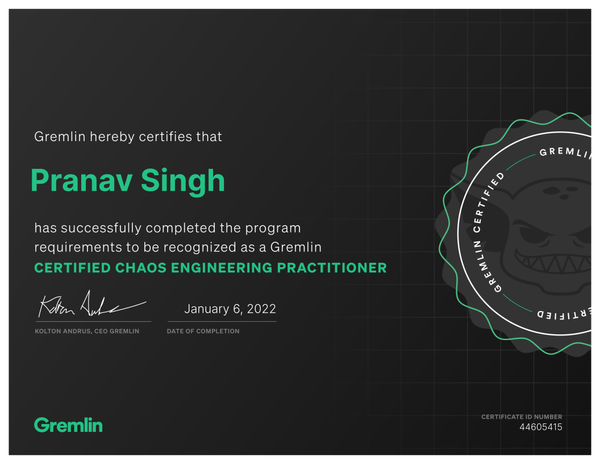 Gremlin hereby certifies that
Pranav Singh
has successfully completed the program
requirements to be recognized as a Gremlin
CERTIFIED CHAOS ENGINEERING PRACTITIONER
Kolton Andrus
January 6, 2022
KOLTON ANDRUS, CEO GREMLIN
DATE OF COMPLETION
GREMLIN CERTIFIED
GREMLIN
CERTIFIED
Gremlin
CERTIFICATE ID NUMBER
44605415